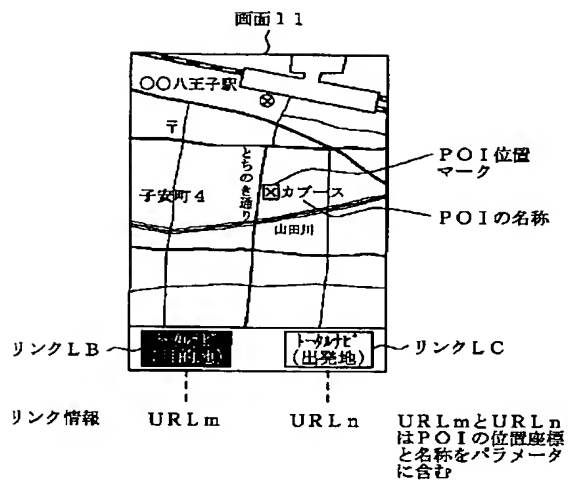 画面11
〇〇八王子駅
〒
とちのき通り
POI位置
マーク
子安町4
カプース
POIの名称
山田川
リンクLB
トータルナビ
(出発地)
リンクLC
リンク情報
URLm
URLn
URLmとURLn
はPOIの位置座標
と名称をパラメータ
に含む